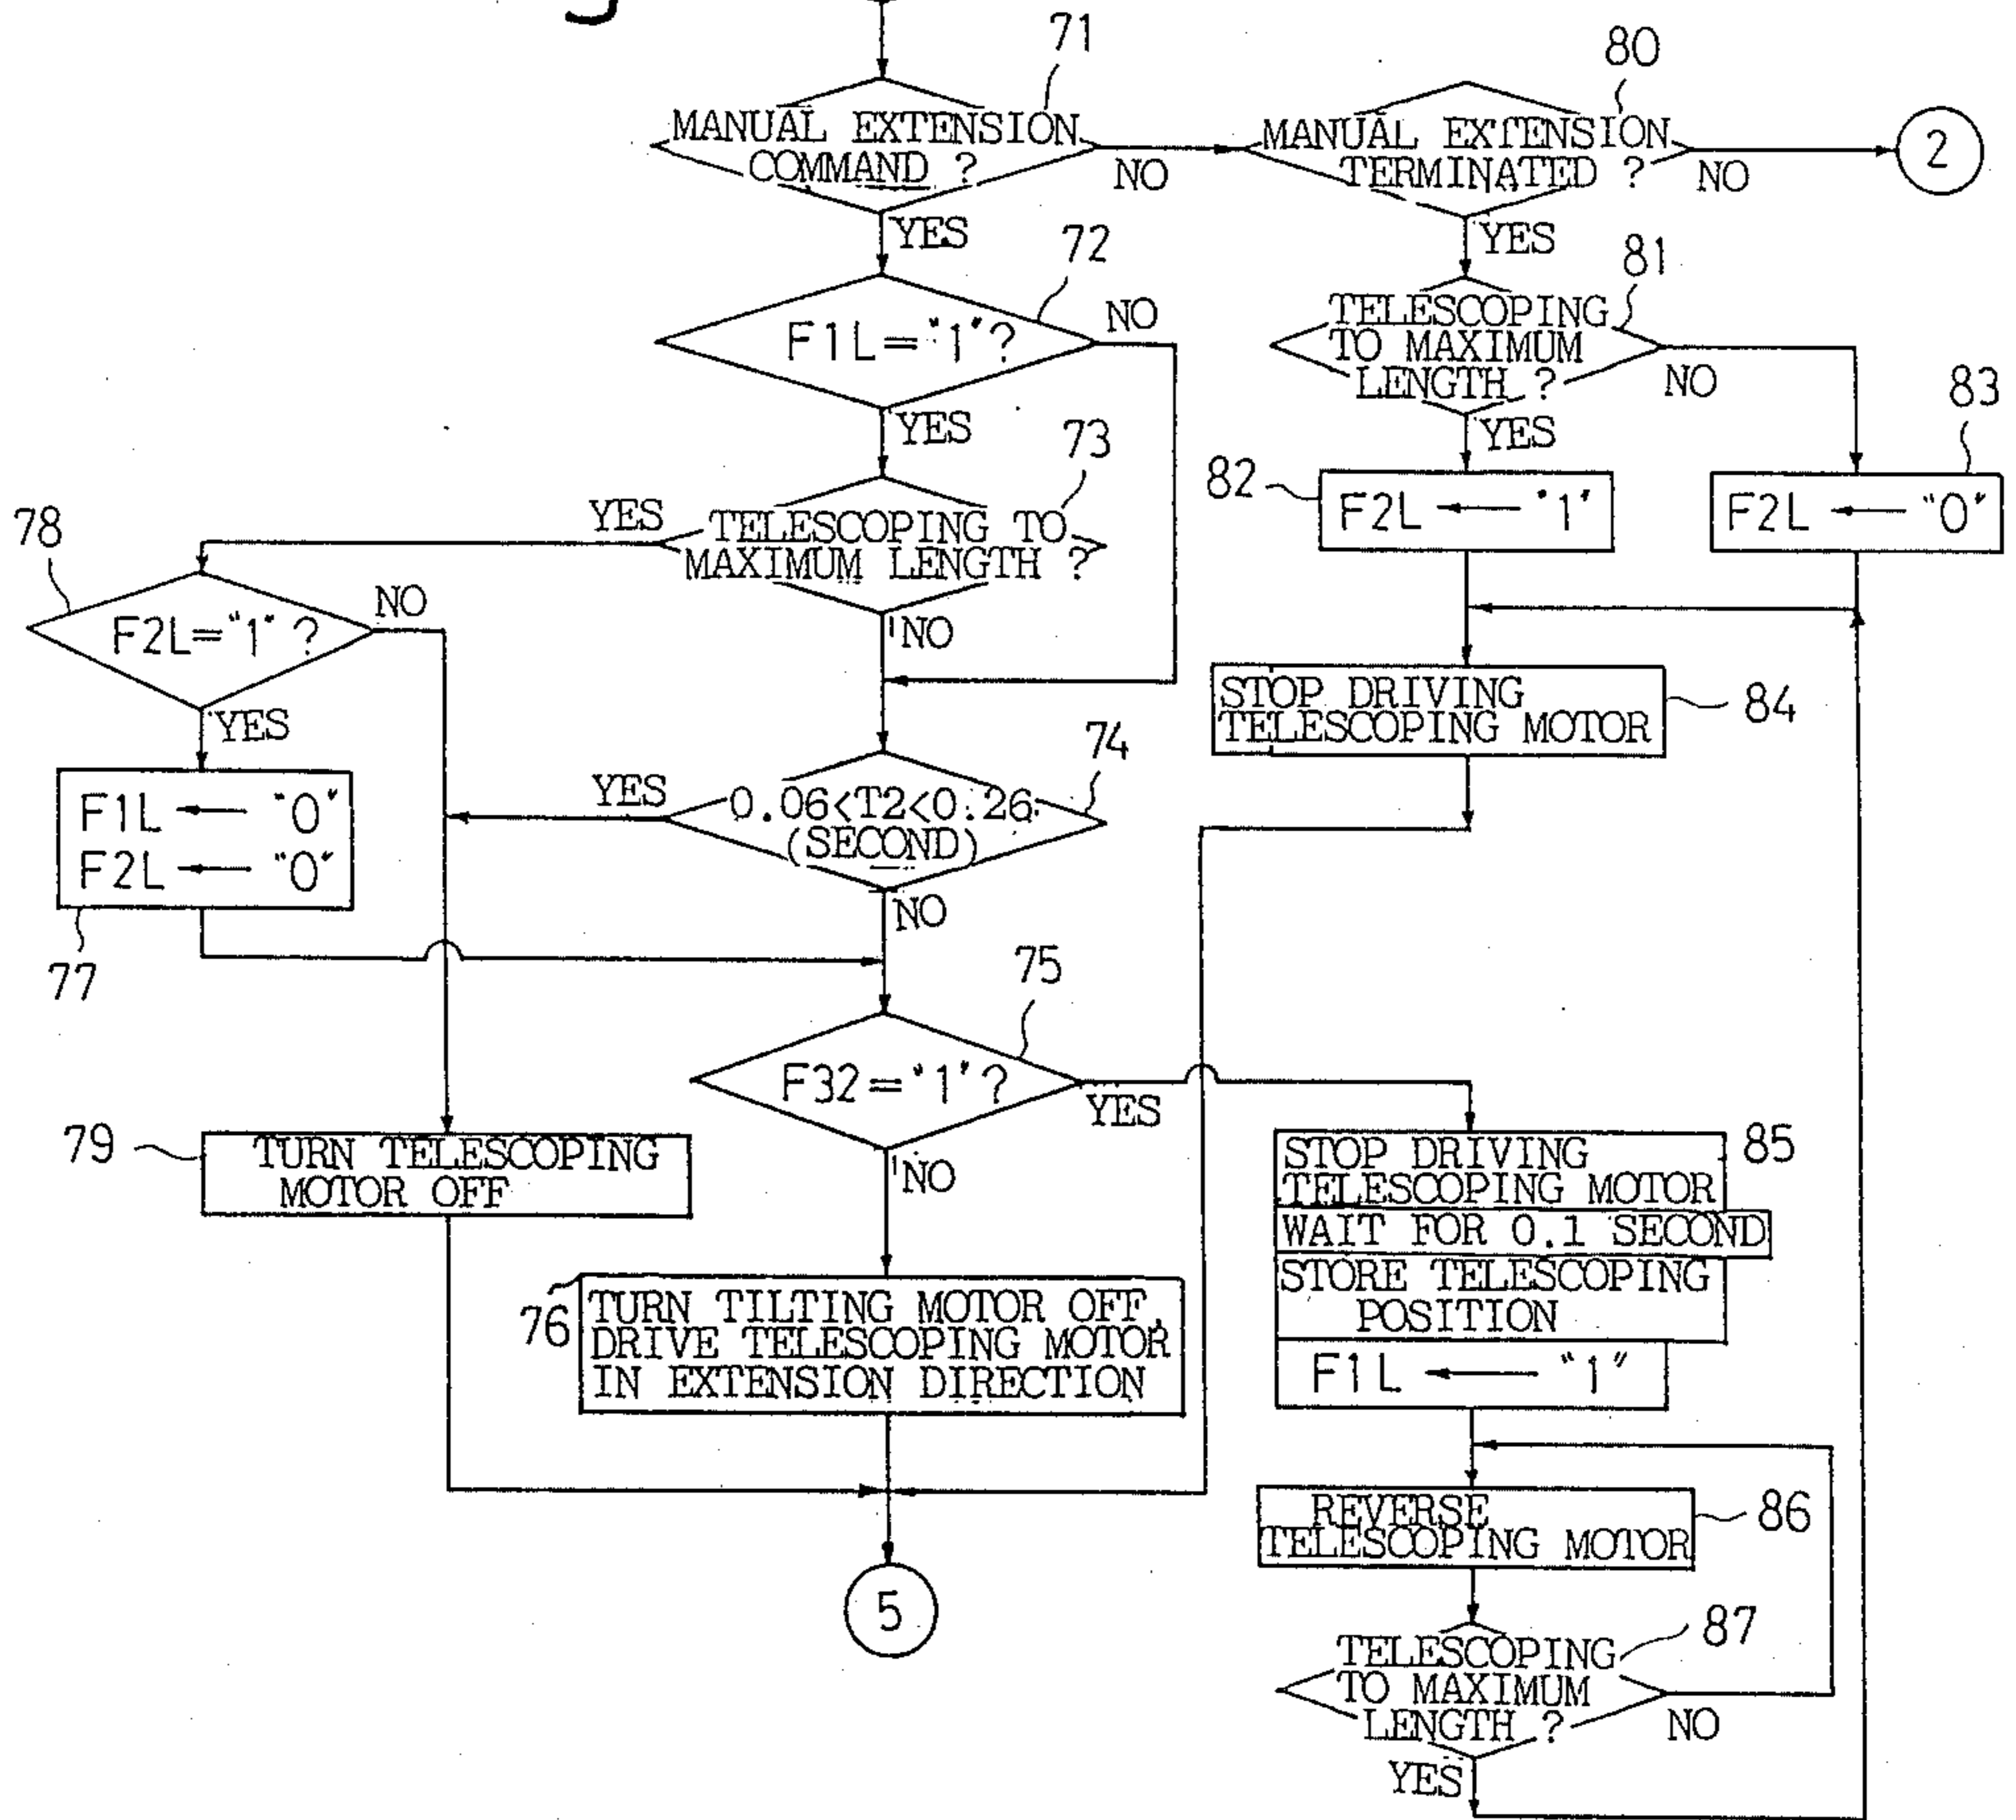 71
MANUAL EXTENSION
COMMAND ?
NO
YES
80
MANUAL EXTENSION
TERMINATED ?
NO
2
YES
72
F1L="1"?
NO
YES
81
TELESCOPING
TO MAXIMUM
LENGTH ?
NO
YES
73
YES
TELESCOPING TO
MAXIMUM LENGTH ?
NO
82
F2L ← "1"
83
F2L ← "0"
78
F2L="1" ?
NO
YES
84
STOP DRIVING
TELESCOPING MOTOR
74
YES
0.06<T2<0.26
(SECOND)
NO
F1L ← "0"
F2L ← "0"
77
75
F32="1"?
YES
NO
79
TURN TELESCOPING
MOTOR OFF
85
STOP DRIVING
TELESCOPING MOTOR
WAIT FOR 0.1 SECOND
STORE TELESCOPING
POSITION
F1L ← "1"
76
TURN TILTING MOTOR OFF,
DRIVE TELESCOPING MOTOR
IN EXTENSION DIRECTION
86
REVERSE
TELESCOPING MOTOR
5
87
TELESCOPING
TO MAXIMUM
LENGTH ?
NO
YES